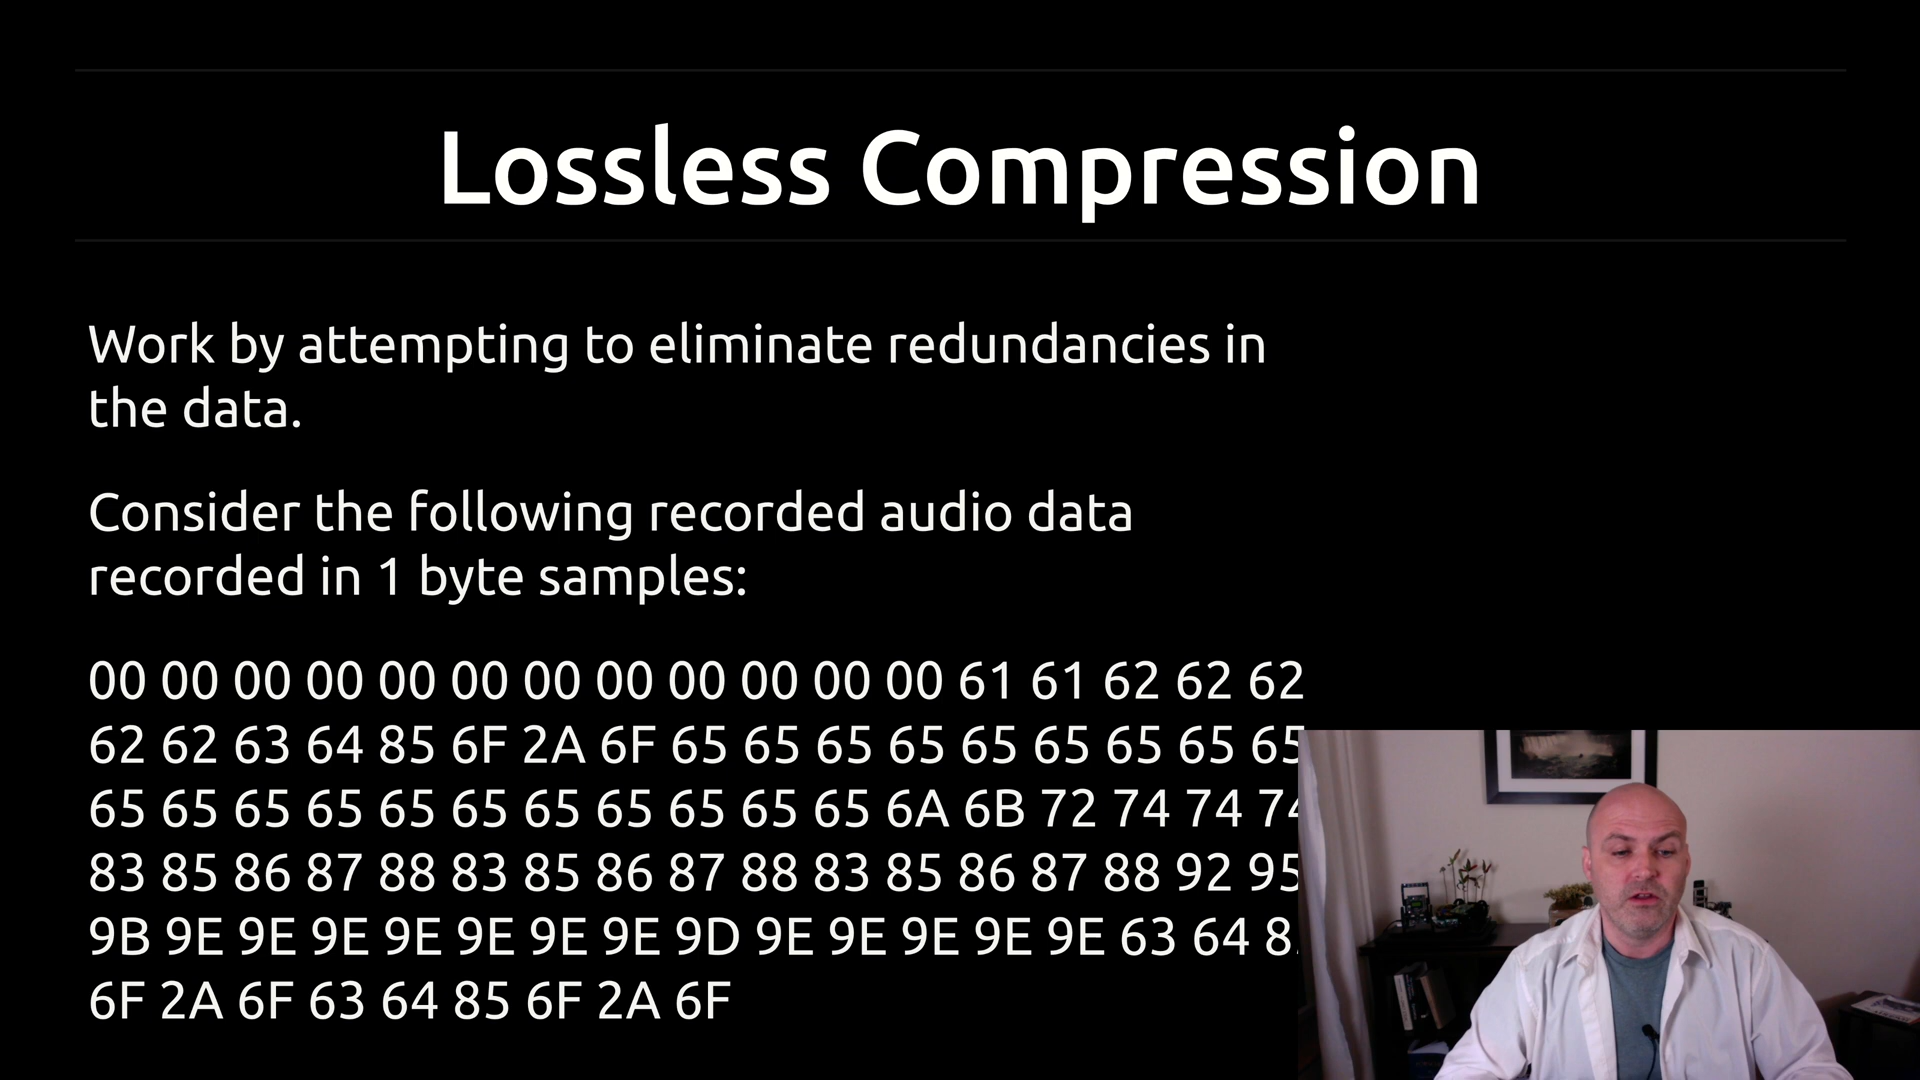 Lossless Compression
Work by attempting to eliminate redundancies in
the data.
Consider the following recorded audio data
recorded in 1 byte samples:
00 00 00 00 00 00 00 00 00 00 00 00 61 61 62 62 62
62 62 63 64 85 6F 2A 6F 65 65 65 65 65 65 65 65 65
65 65 65 65 65 65 65 65 65 65 65 6A 6B 72 74 74 74
83 85 86 87 88 83 85 86 87 88 83 85 86 87 88 92 95
9B 9E 9E 9E 9E 9E 9E 9E 9D 9E 9E 9E 9E 9E 63 64
6F 2A 6F 63 64 85 6F 2A 6F